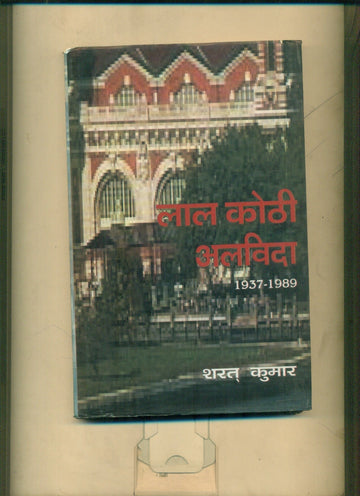 लाल कोठी
अलविदा
1937-1989
शरत् कुमार